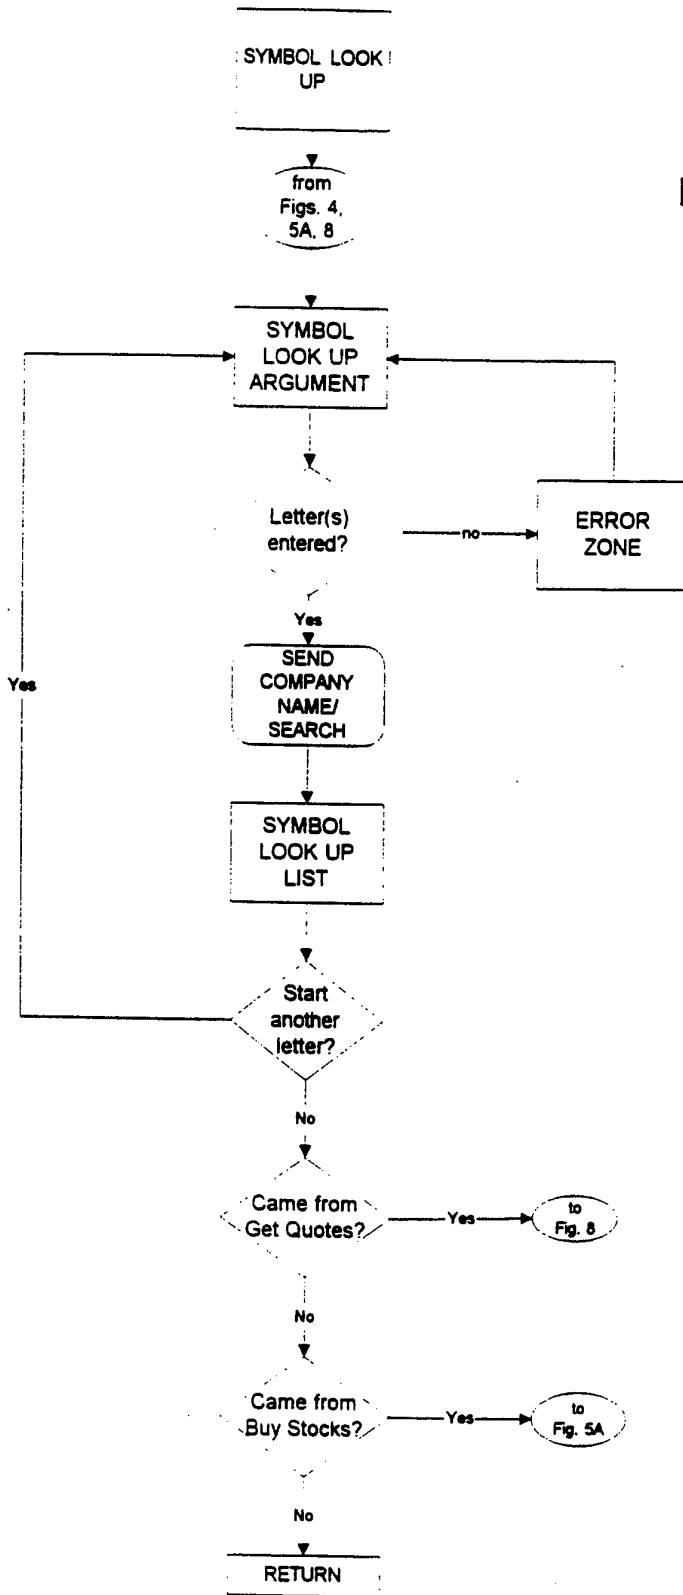 SYMBOL LOOK
UP
from
Figs. 4,
5A, 8
SYMBOL
LOOK UP
ARGUMENT
Letter(s)
entered?
no
ERROR
ZONE
Yes
SEND
COMPANY
NAME/
SEARCH
Yes
SYMBOL
LOOK UP
LIST
Start
another
letter?
No
Came from
Get Quotes?
Yes
to
Fig. 8
No
Came from
Buy Stocks?
Yes
to
Fig. 5A
No
RETURN